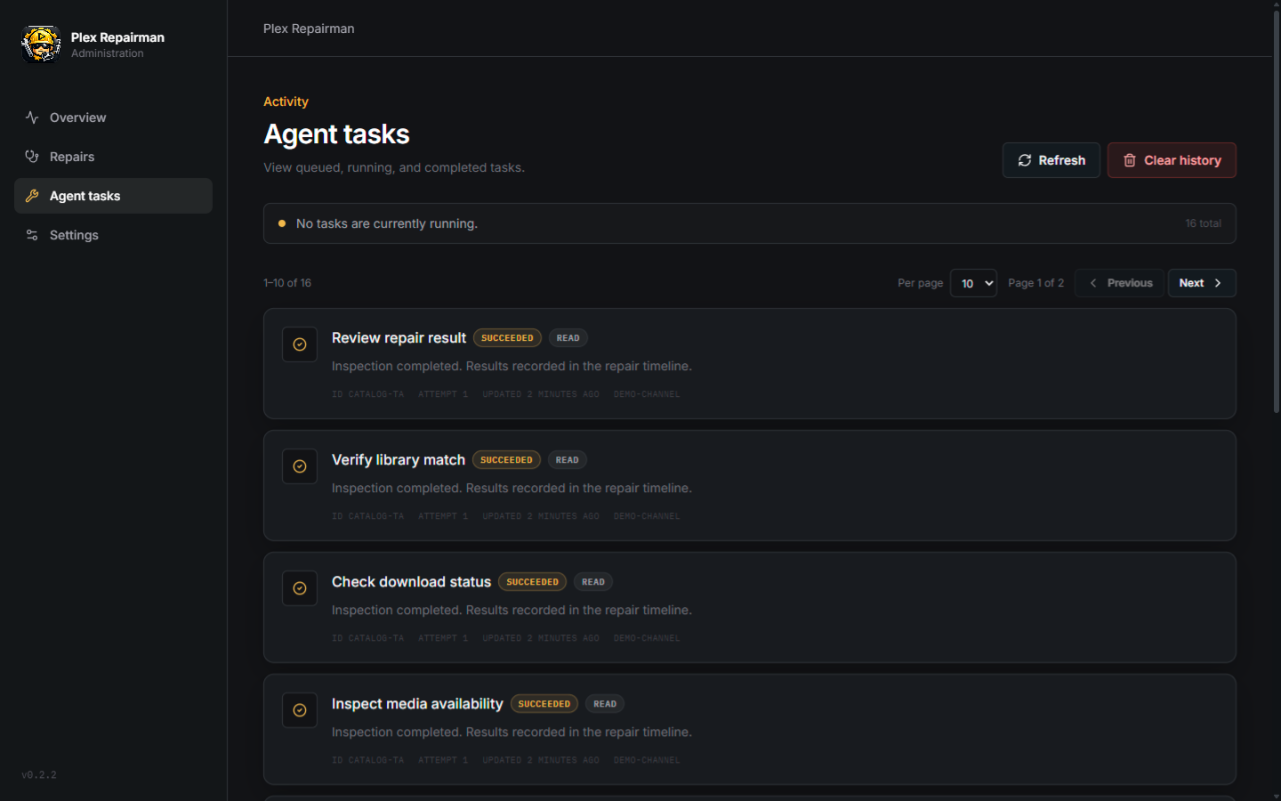 Plex Repairman
Administration
Overview
Repairs
Agent tasks
Settings
v0.2.2
Plex Repairman
Activity
Agent tasks
View queued, running, and completed tasks.
Refresh
Clear history
No tasks are currently running.
16 total
1–10 of 16
Per page 10 Page 1 of 2 Previous Next
Review repair result SUCCEEDED READ
Inspection completed. Results recorded in the repair timeline.
ID CATALOG-TA ATTEMPT 1 UPDATED 2 MINUTES AGO DEMO-CHANNEL
Verify library match SUCCEEDED READ
Inspection completed. Results recorded in the repair timeline.
ID CATALOG-TA ATTEMPT 1 UPDATED 2 MINUTES AGO DEMO-CHANNEL
Check download status SUCCEEDED READ
Inspection completed. Results recorded in the repair timeline.
ID CATALOG-TA ATTEMPT 1 UPDATED 2 MINUTES AGO DEMO-CHANNEL
Inspect media availability SUCCEEDED READ
Inspection completed. Results recorded in the repair timeline.
ID CATALOG-TA ATTEMPT 1 UPDATED 2 MINUTES AGO DEMO-CHANNEL